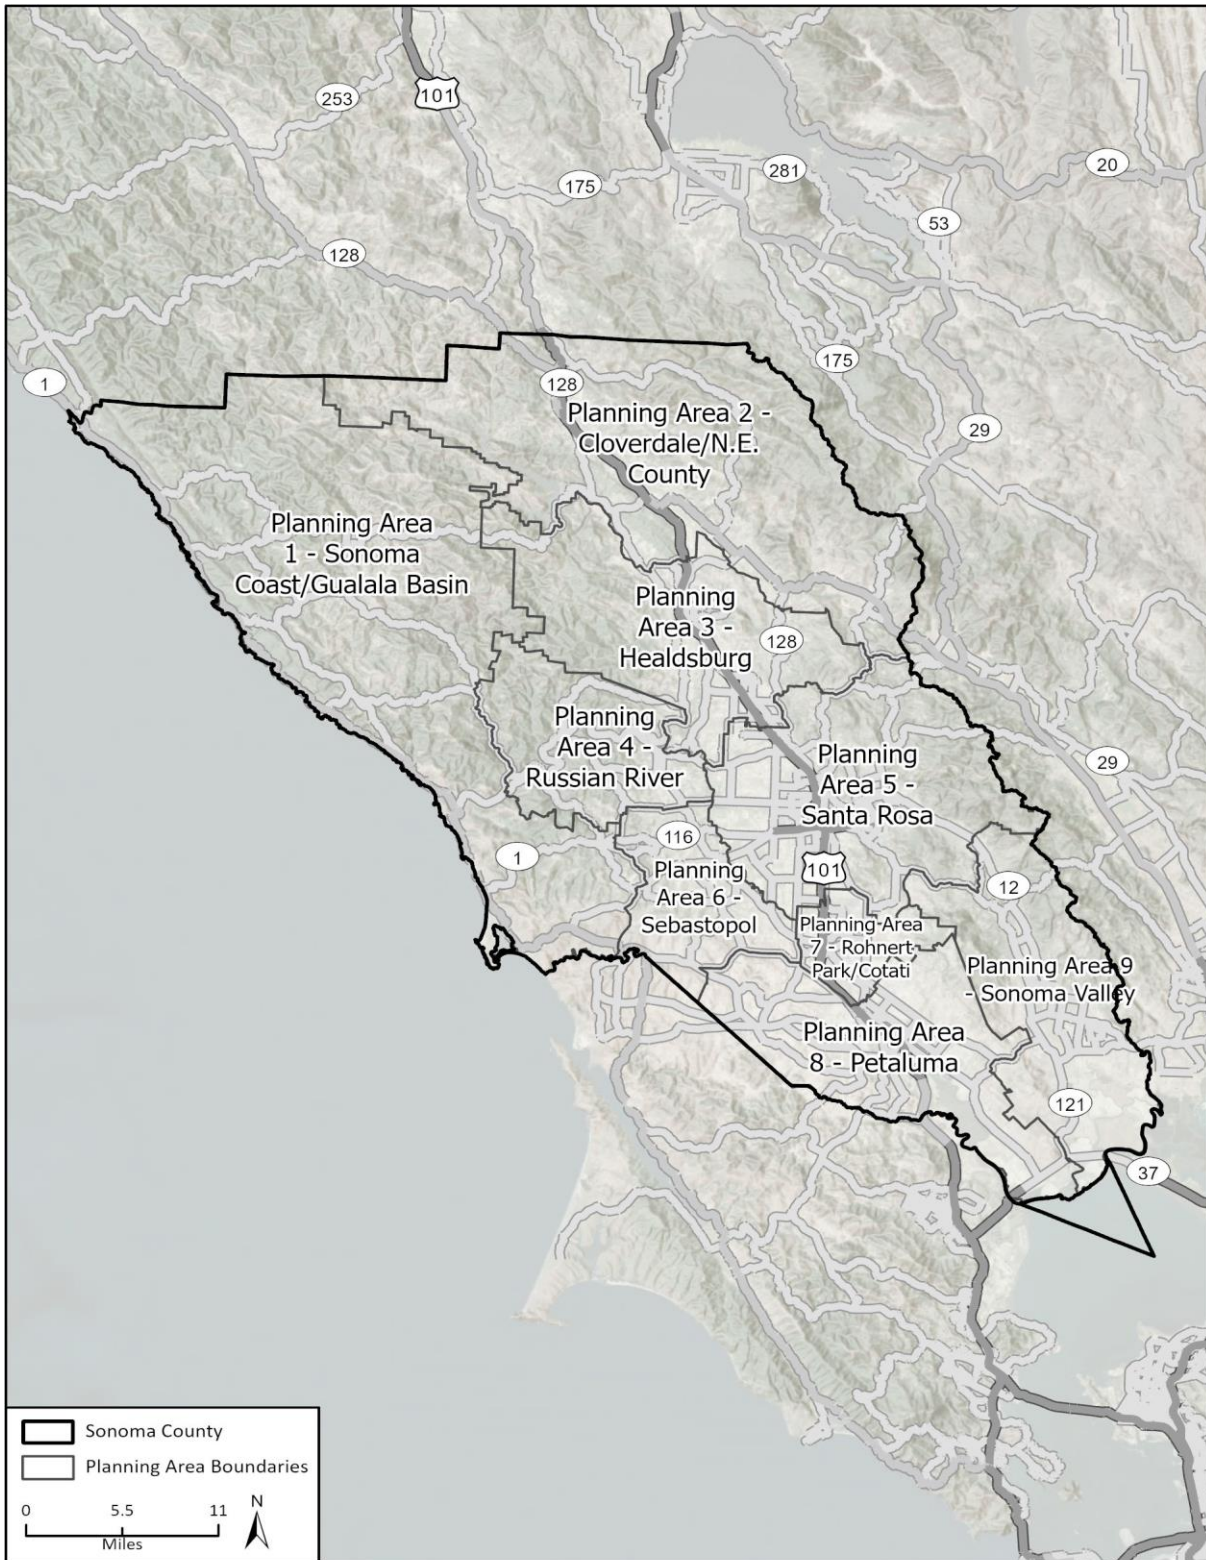 253
101
175
281
20
53
128
175
1
128
29
Planning Area 2 -
Cloverdale/N.E.
County
Planning Area
1 - Sonoma
Coast/Gualala Basin
Planning
Area 3 -
Healdsburg
128
Planning
Area 4 -
Russian River
Planning
Area 5 -
Santa Rosa
29
116
1
101
12
Planning
Area 6 -
Sebastopol
Planning Area
7 - Rohnert
Park/Cotati
Planning Area 9
- Sonoma Valley
Planning Area
8 - Petaluma
121
37
Sonoma County
Planning Area Boundaries
0 5.5 11
Miles
N